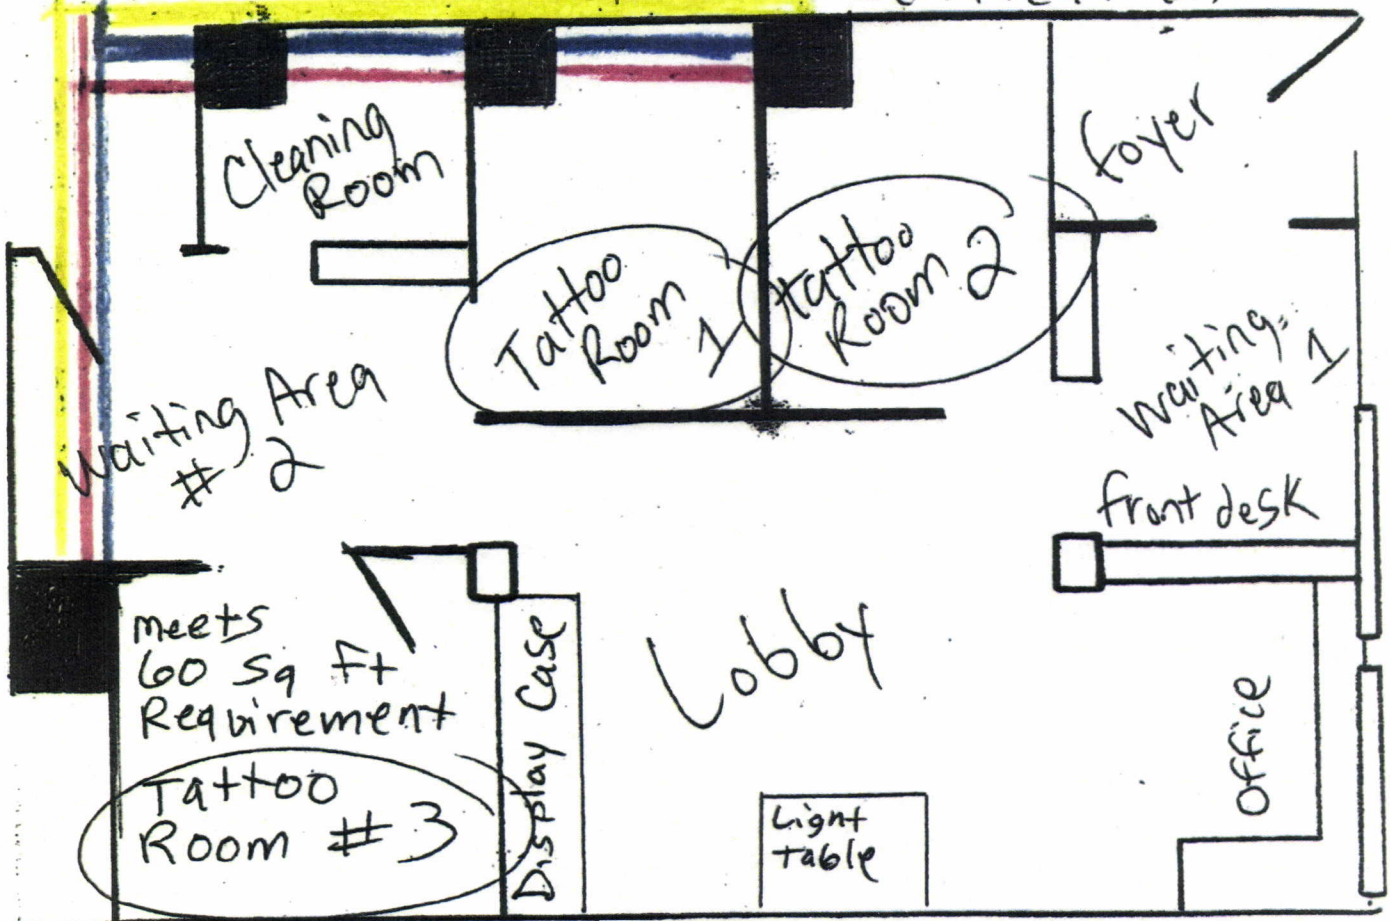 Cleaning
Room
foyer
Tattoo
Room
1
tattoo
Room 2
Waiting
Area 1
Waiting Area
# 2
front desk
meets
60 Sq Ft
Requirement
Tattoo
Room #3
Display Case
Lobby
Light
table
office